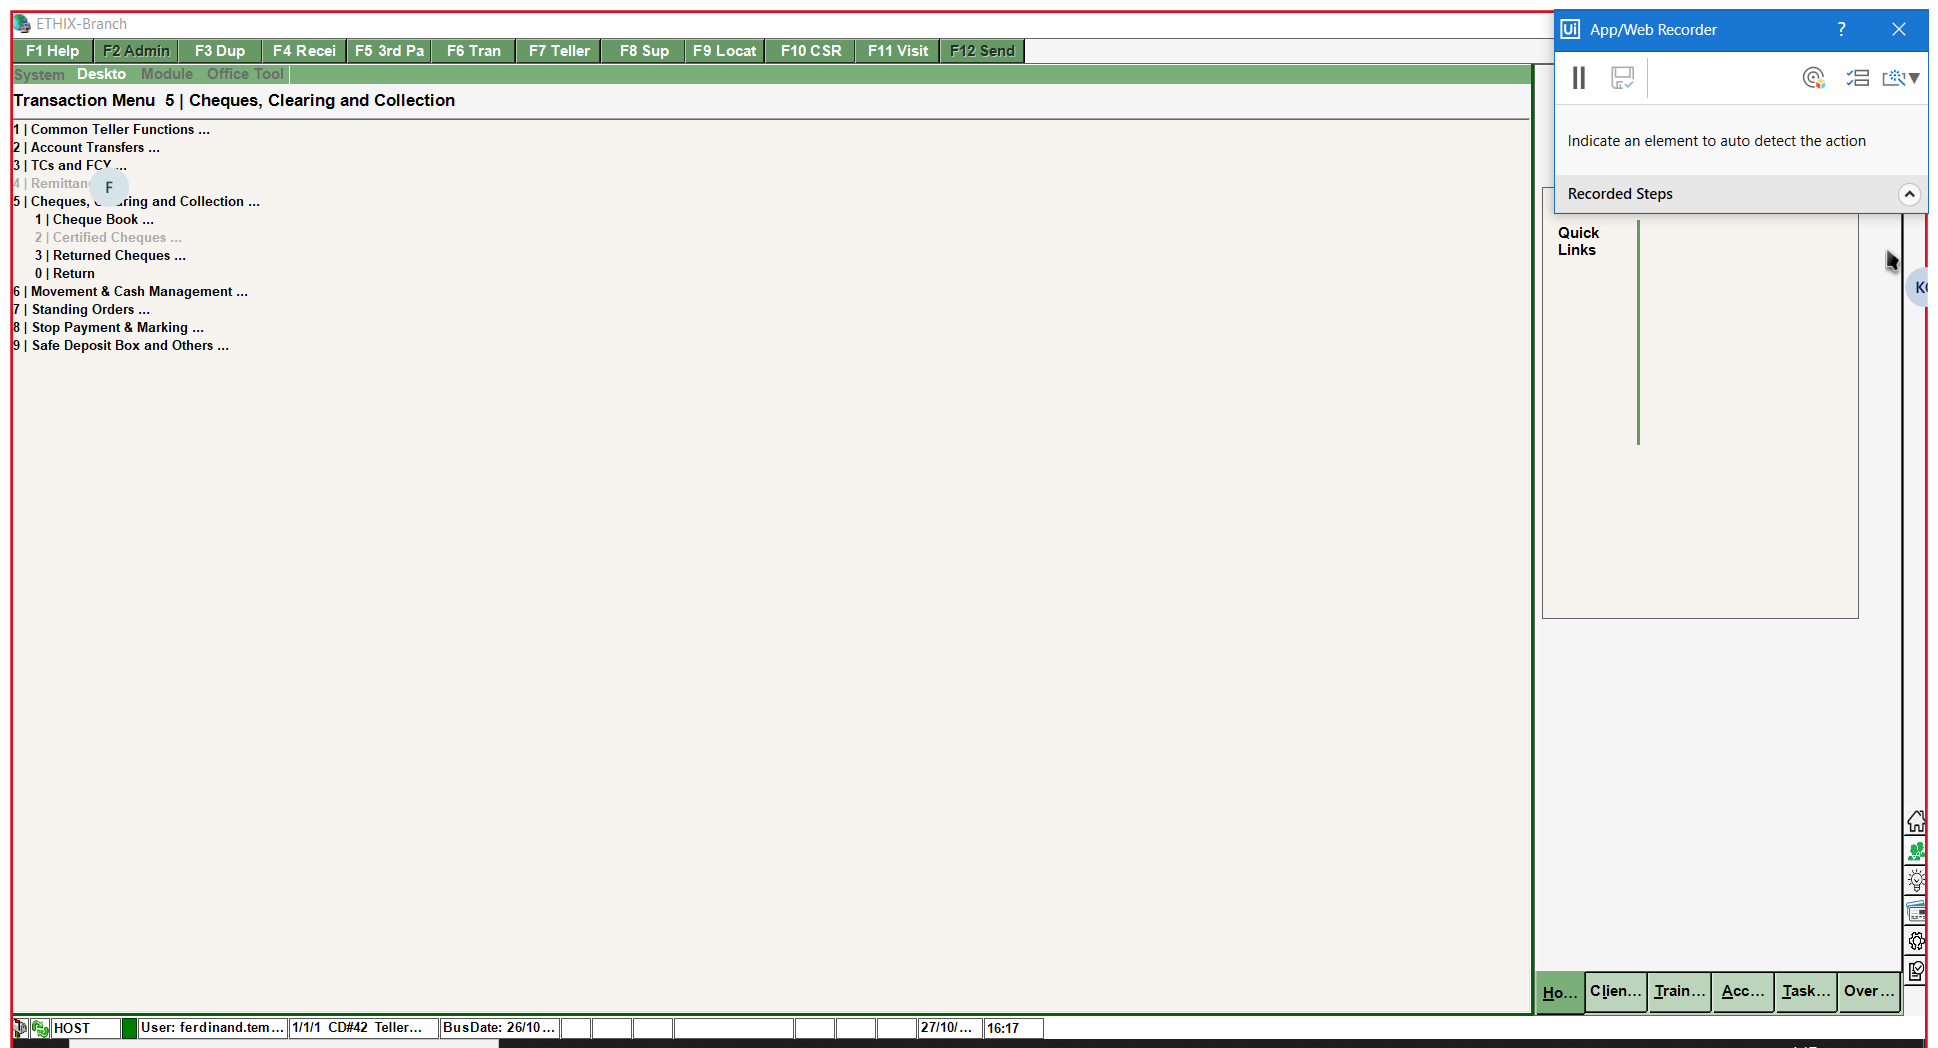 ETHIX-Branch
F1 Help F2 Admin F3 Dup F4 Recei F5 3rd Pa F6 Tran F7 Teller F8 Sup F9 Locat F10 CSR F11 Visit F12 Send
System Deskto Module Office Tool
Transaction Menu 5 | Cheques, Clearing and Collection
1 | Common Teller Functions ...
2 | Account Transfers ...
3 | TCs and FCY ...
4 | Remittan
F
5 | Cheques, Clearing and Collection ...
1 | Cheque Book ...
2 | Certified Cheques ...
3 | Returned Cheques ...
0 | Return
6 | Movement & Cash Management ...
7 | Standing Orders ...
8 | Stop Payment & Marking ...
9 | Safe Deposit Box and Others ...
Ui App/Web Recorder ?
Indicate an element to auto detect the action
Recorded Steps
Quick
Links
Ho... Clien... Train... Acc... Task... Over ...
HOST User: ferdinand.tem... 1/1/1 CD#42 Teller... BusDate: 26/10... 27/10/... 16:17